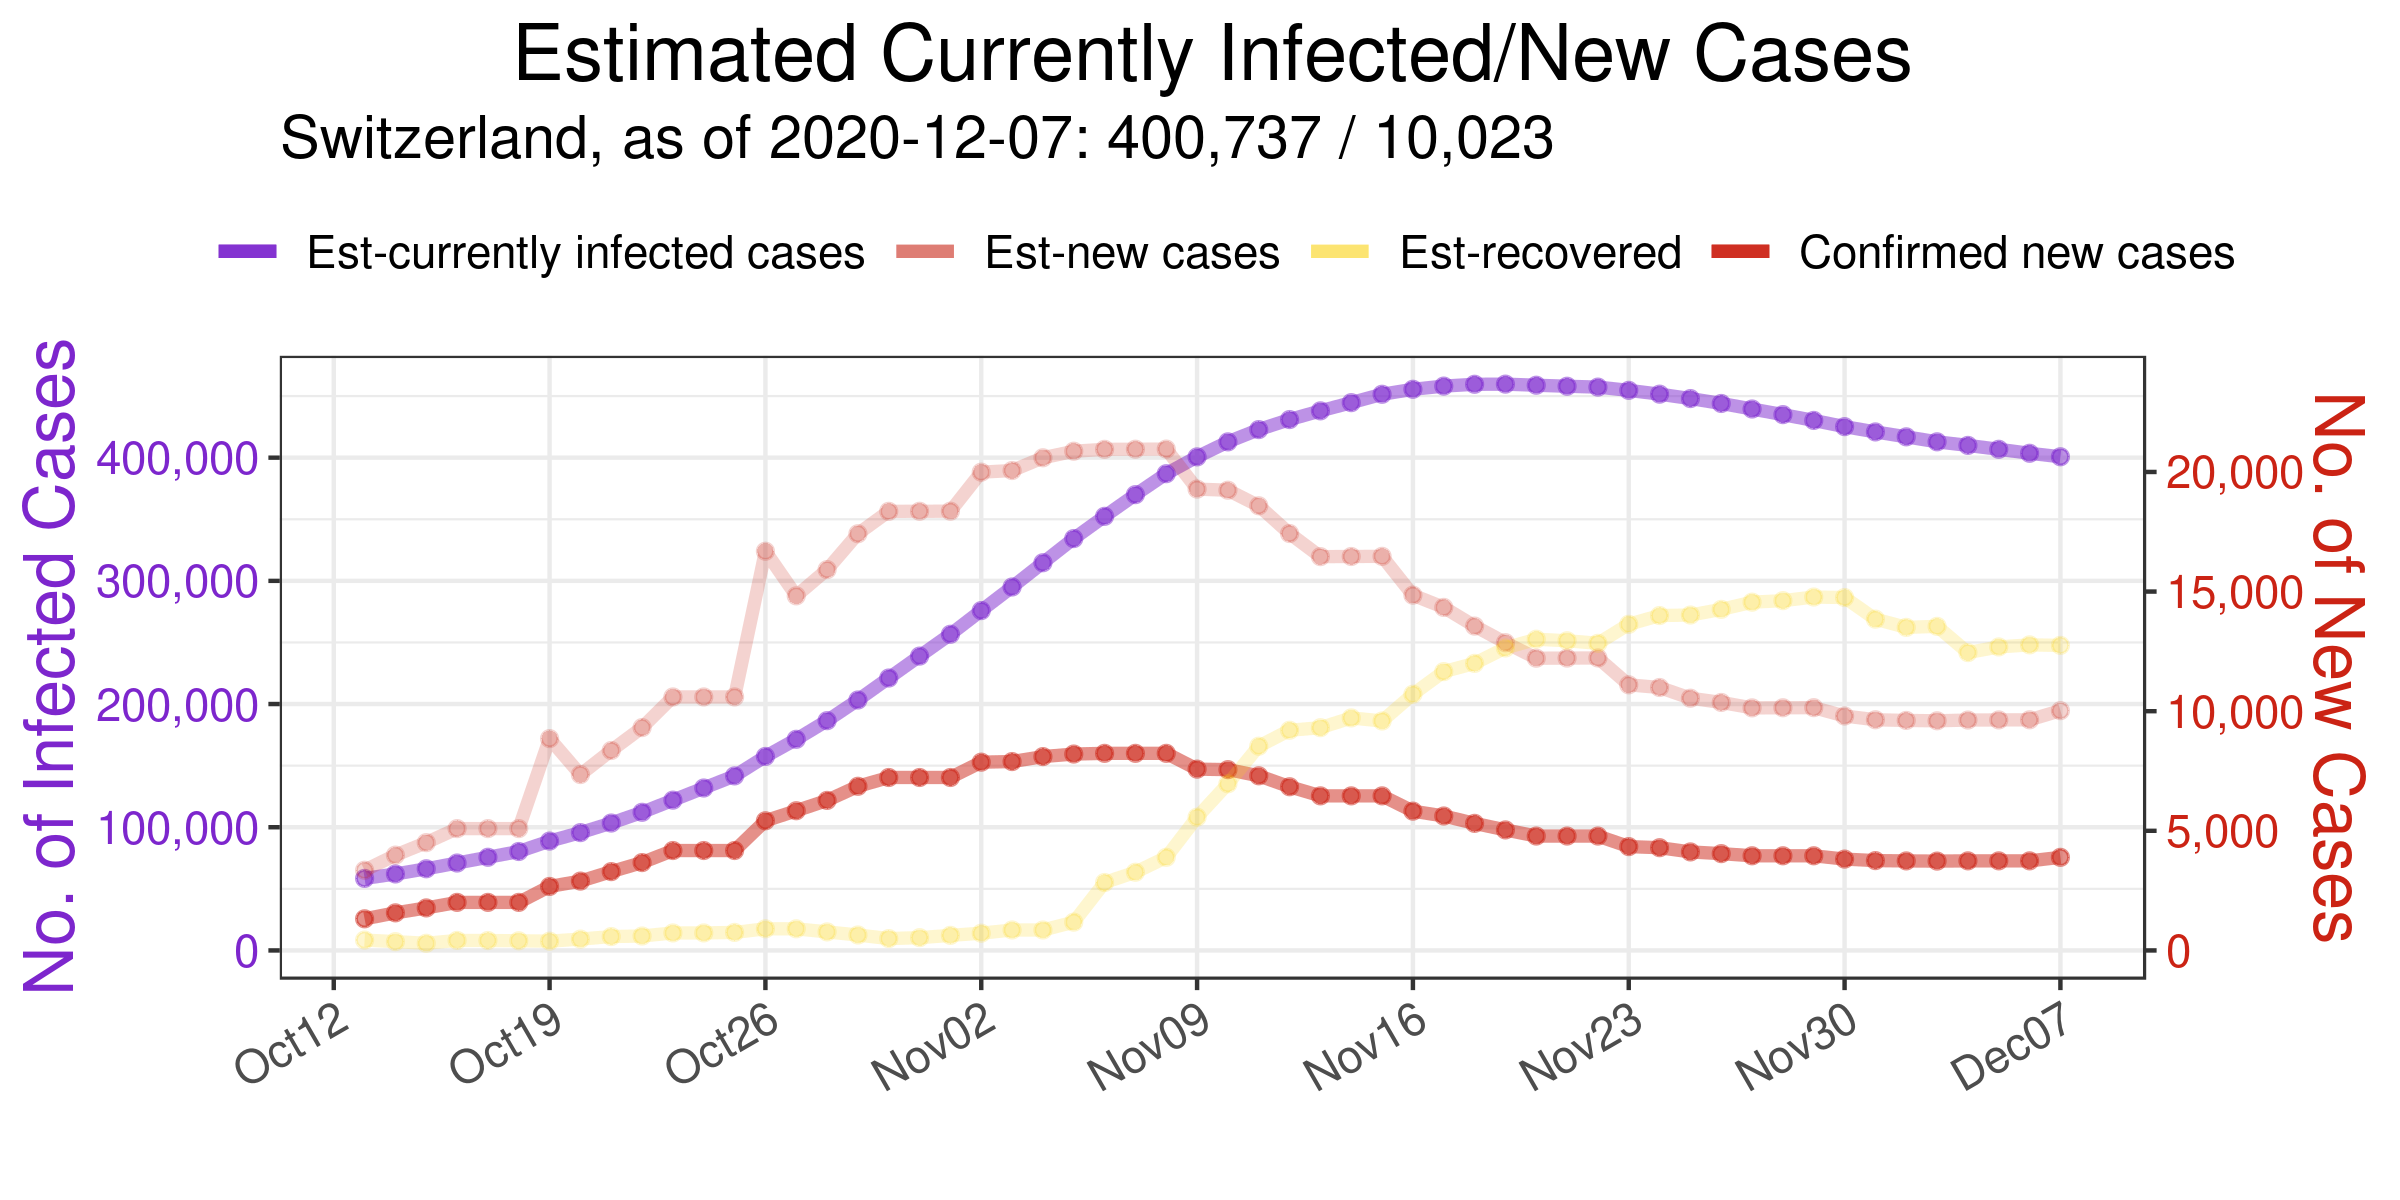 Estimated Currently Infected/New Cases
Switzerland, as of 2020-12-07: 400,737 / 10,023
Est-currently infected cases Est-new cases Est-recovered Confirmed new cases
No. of Infected Cases
400,000
300,000
200,000
100,000
0
20,000
15,000
10,000
5,000
0
No. of New Cases
Oct12 Oct19 Oct26 Nov02 Nov09 Nov16 Nov23 Nov30 Dec07